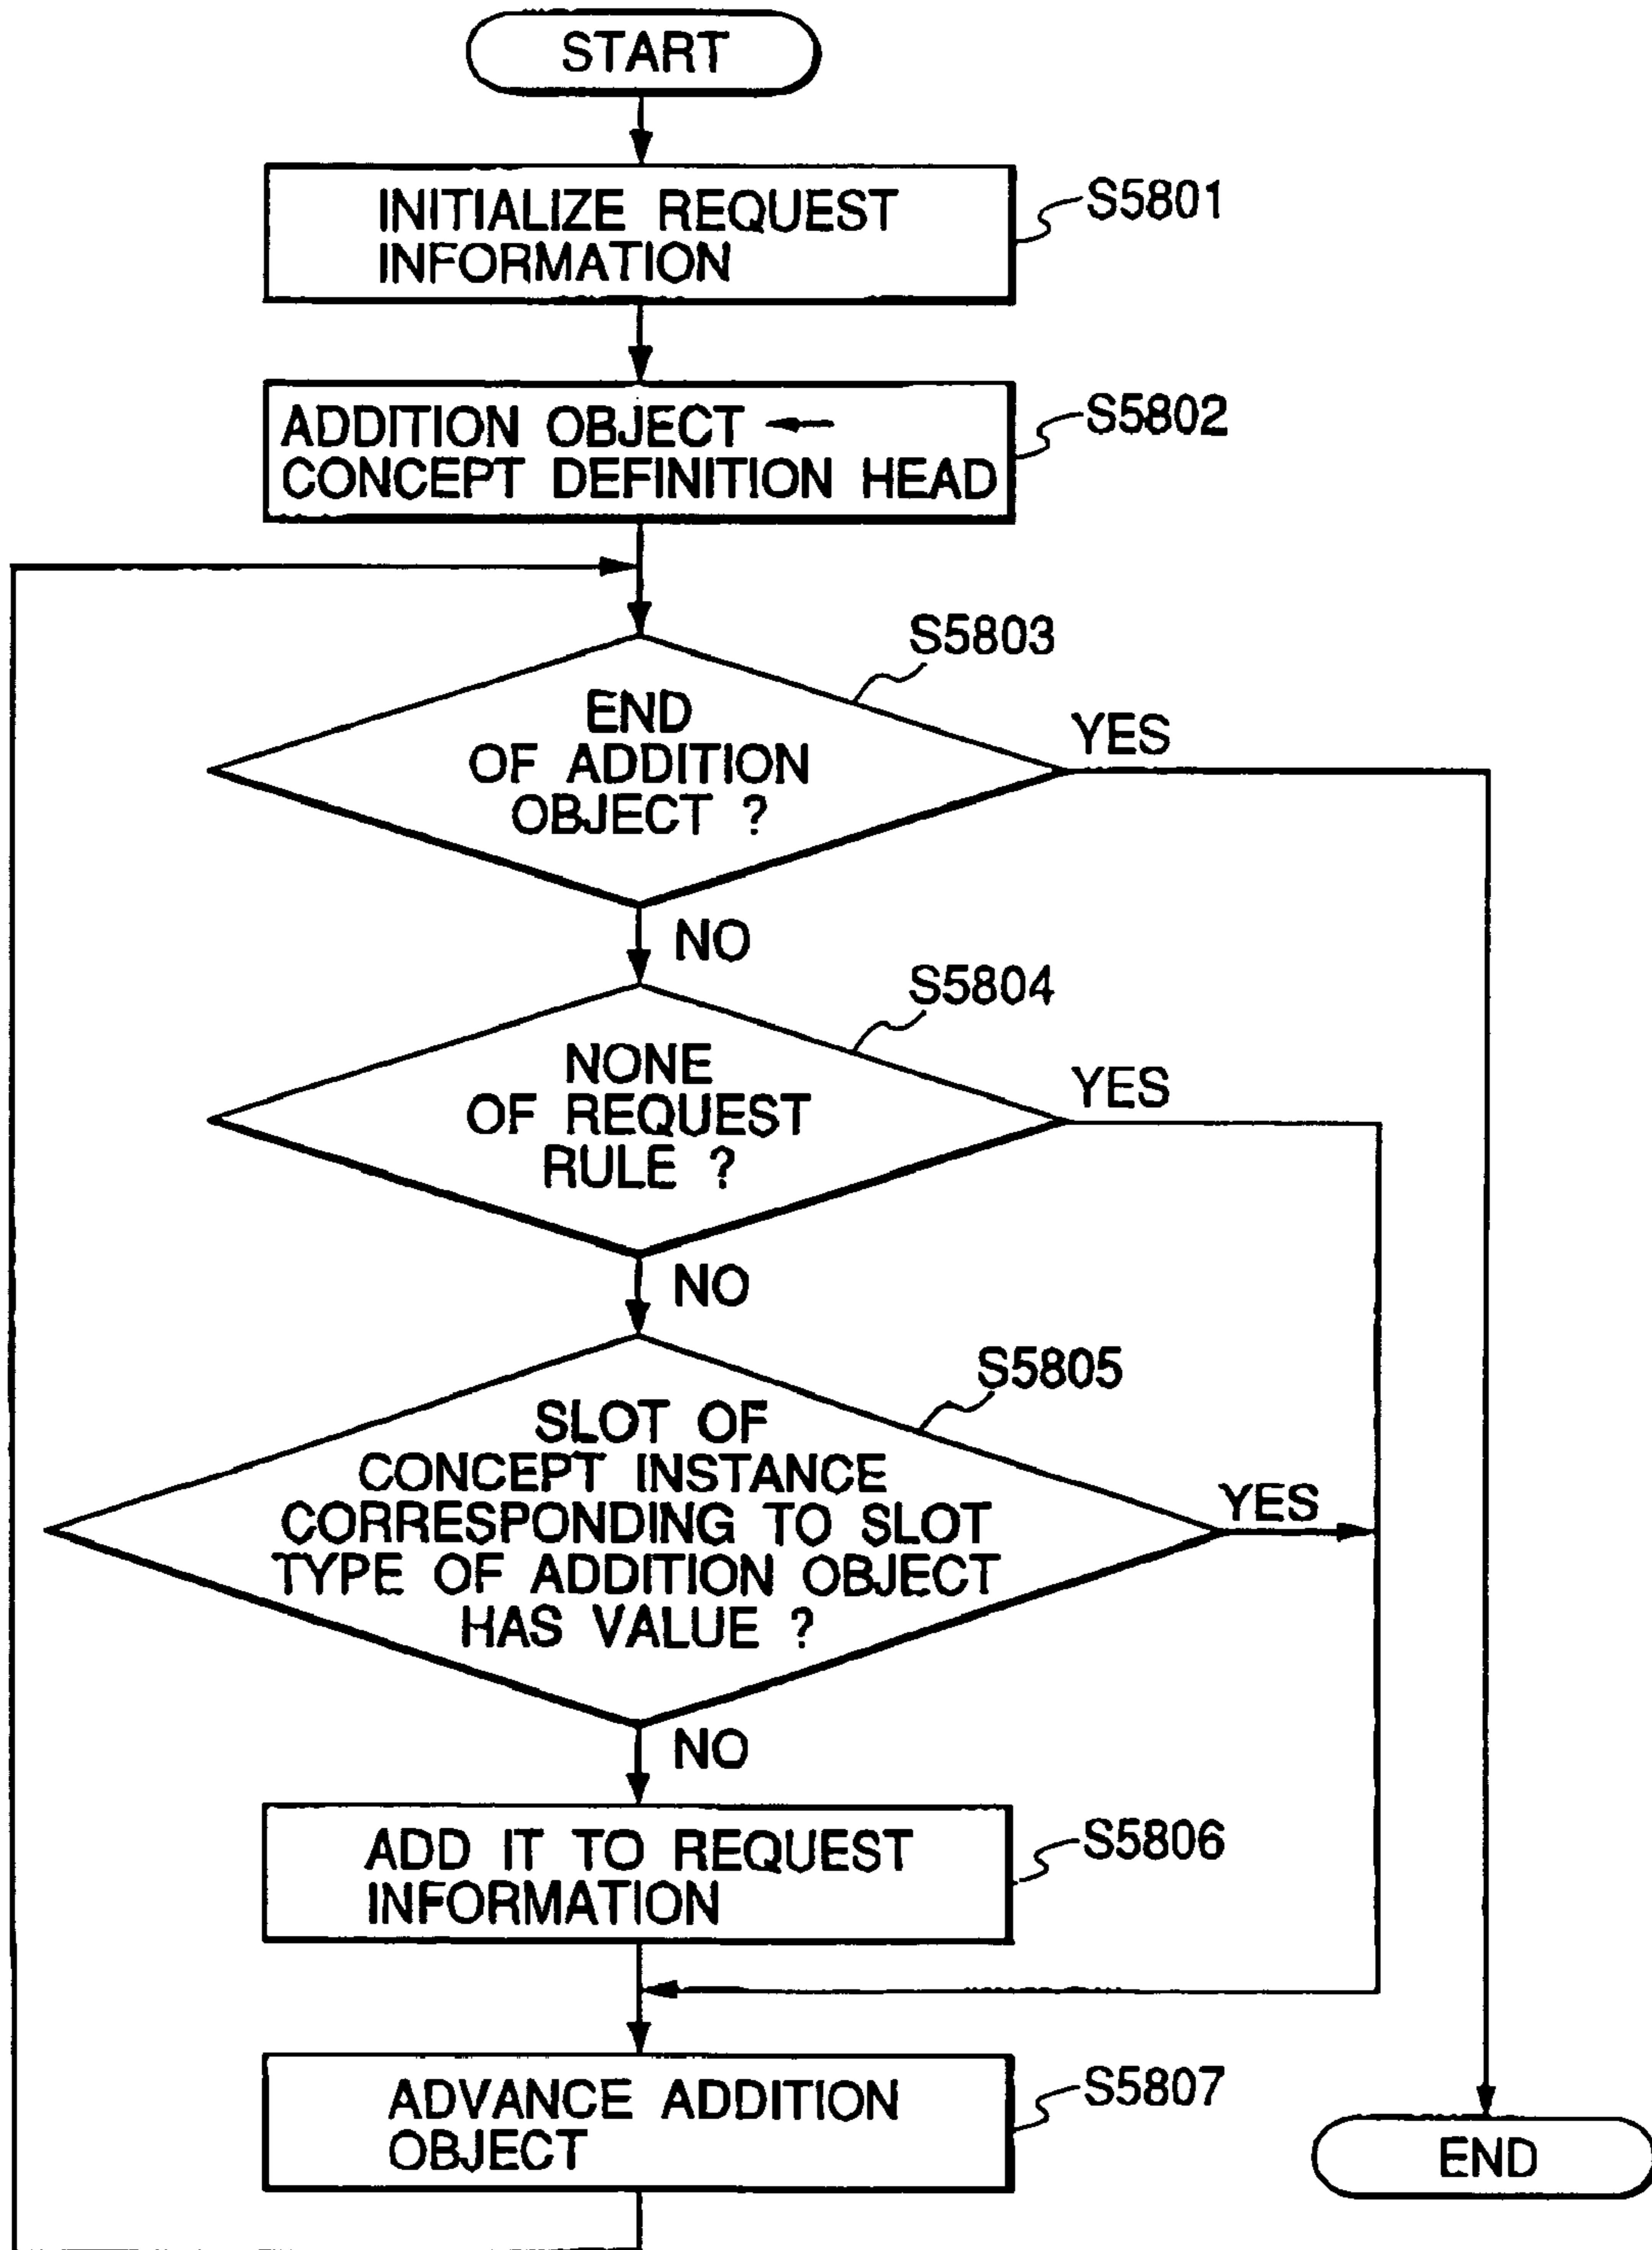 START
INITIALIZE REQUEST
INFORMATION
S5801
ADDITION OBJECT ←
CONCEPT DEFINITION HEAD
S5802
S5803
END
OF ADDITION
OBJECT ?
YES
NO
S5804
NONE
OF REQUEST
RULE ?
YES
NO
S5805
SLOT OF
CONCEPT INSTANCE
CORRESPONDING TO SLOT
TYPE OF ADDITION OBJECT
HAS VALUE ?
YES
NO
ADD IT TO REQUEST
INFORMATION
S5806
ADVANCE ADDITION
OBJECT
S5807
END